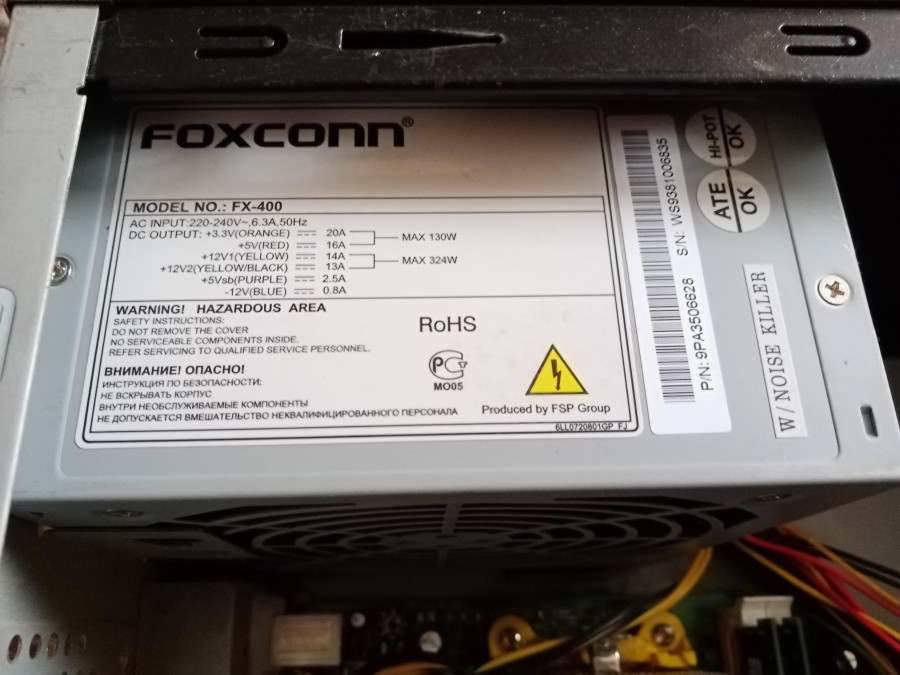 FOXCONN®
MODEL NO.: FX-400
AC INPUT:220-240V~,6.3A,50Hz
DC OUTPUT: +3.3V(ORANGE) 20A
+5V(RED) 16A
MAX 130W
+12V1(YELLOW) 14A
+12V2(YELLOW/BLACK) 13A
MAX 324W
+5Vsb(PURPLE) 2.5A
-12V(BLUE) 0.8A
WARNING! HAZARDOUS AREA
SAFETY INSTRUCTIONS:
DO NOT REMOVE THE COVER
NO SERVICEABLE COMPONENTS INSIDE.
REFER SERVICING TO QUALIFIED SERVICE PERSONNEL.
ВНИМАНИЕ! ОПАСНО!
ИНСТРУКЦИЯ ПО БЕЗОПАСНОСТИ:
НЕ ВСКРЫВАТЬ КОРПУС
ВНУТРИ НЕОБСЛУЖИВАЕМЫЕ КОМПОНЕНТЫ
НЕ ДОПУСКАЕТСЯ ВМЕШАТЕЛЬСТВО НЕКВАЛИФИЦИРОВАННОГО ПЕРСОНАЛА
RoHS
МО05
Produced by FSP Group
6LL0720801GP FJ
P/N: 9PA3506628 S/N: WS9381006835
HI-POT
OK
ATE
OK
W/NOISE KILLER